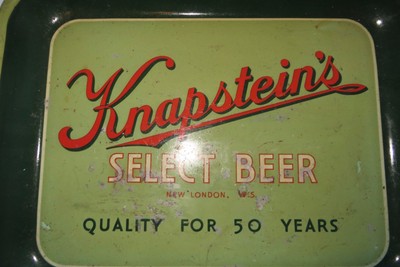 Knapstein's
SELECT BEER
NEW LONDON, WIS.
QUALITY FOR 50 YEARS